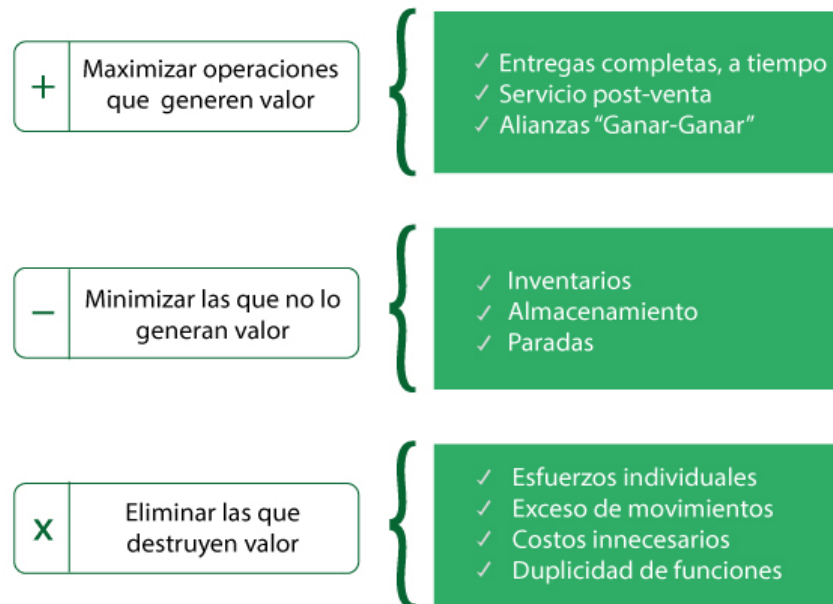 +
Maximizar operaciones
que generen valor
✓ Entregas completas, a tiempo
✓ Servicio post-venta
✓ Alianzas “Ganar-Ganar”
−
Minimizar las que no lo
generan valor
✓ Inventarios
✓ Almacenamiento
✓ Paradas
x
Eliminar las que
destruyen valor
✓ Esfuerzos individuales
✓ Exceso de movimientos
✓ Costos innecesarios
✓ Duplicidad de funciones